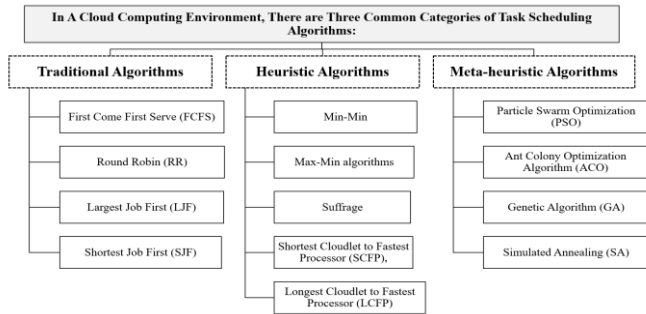 In A Cloud Computing Environment, There are Three Common Categories of Task Scheduling
Algorithms:
Traditional Algorithms
First Come First Serve (FCFS)
Round Robin (RR)
Largest Job First (LJF)
Shortest Job First (SJF)
Heuristic Algorithms
Min-Min
Max-Min algorithms
Suffrage
Shortest Cloudlet to Fastest
Processor (SCFP),
Longest Cloudlet to Fastest
Processor (LCFP)
Meta-heuristic Algorithms
Particle Swarm Optimization
(PSO)
Ant Colony Optimization
Algorithm (ACO)
Genetic Algorithm (GA)
Simulated Annealing (SA)